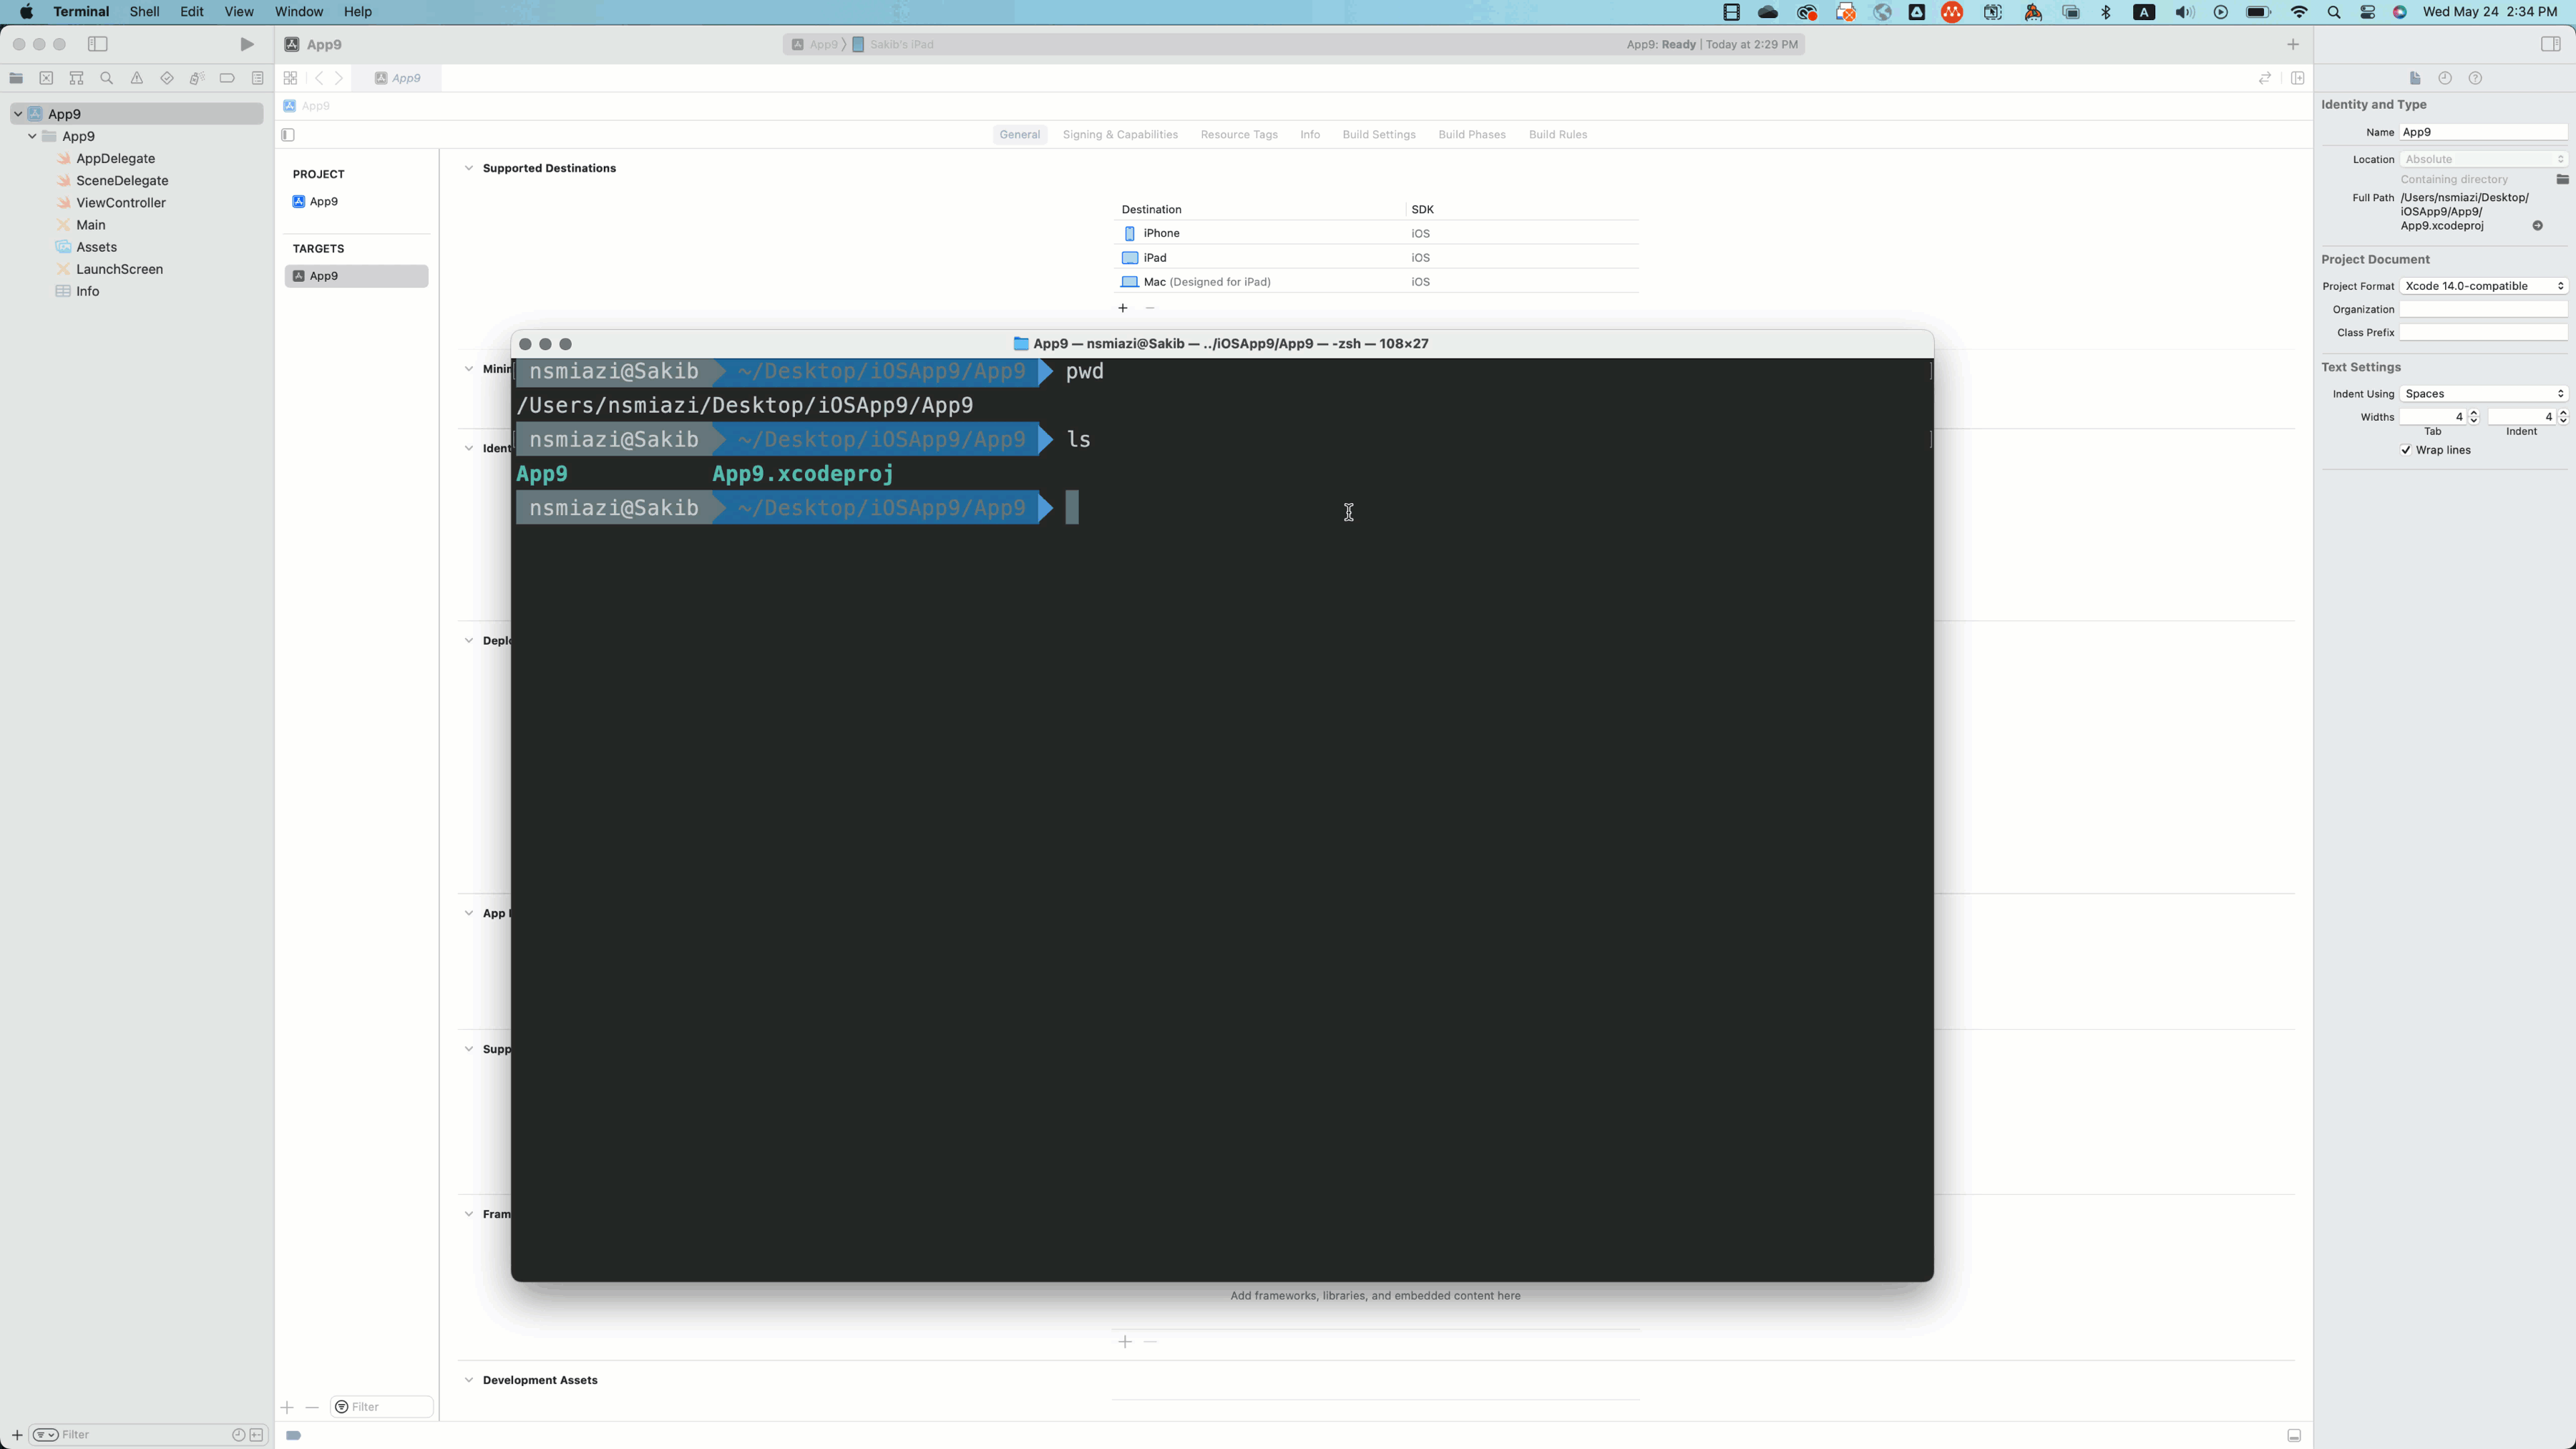 Terminal Shell Edit View Window Help
A
Wed May 24 2:34 PM
App9
App9 〉 Sakib's iPad
App9: Ready | Today at 2:29 PM
App9
App9
App9
App9
AppDelegate
SceneDelegate
ViewController
Main
Assets
LaunchScreen
Info
Filter
General Signing & Capabilities Resource Tags Info Build Settings Build Phases Build Rules
PROJECT
App9
TARGETS
App9
Filter
Supported Destinations
Destination SDK
iPhone iOS
iPad iOS
Mac (Designed for iPad) iOS
Minin
Ident
Deplo
App I
Supp
Fram
Add frameworks, libraries, and embedded content here
Development Assets
App9 — nsmiazi@Sakib — ../iOSApp9/App9 — -zsh — 108×27
nsmiazi@Sakib ~/Desktop/iOSApp9/App9 pwd
/Users/nsmiazi/Desktop/iOSApp9/App9
nsmiazi@Sakib ~/Desktop/iOSApp9/App9 ls
App9 App9.xcodeproj
nsmiazi@Sakib ~/Desktop/iOSApp9/App9
Identity and Type
Name App9
Location Absolute
Containing directory
Full Path /Users/nsmiazi/Desktop/
iOSApp9/App9/
App9.xcodeproj
Project Document
Project Format Xcode 14.0-compatible
Organization
Class Prefix
Text Settings
Indent Using Spaces
Widths 4 4
Tab Indent
Wrap lines